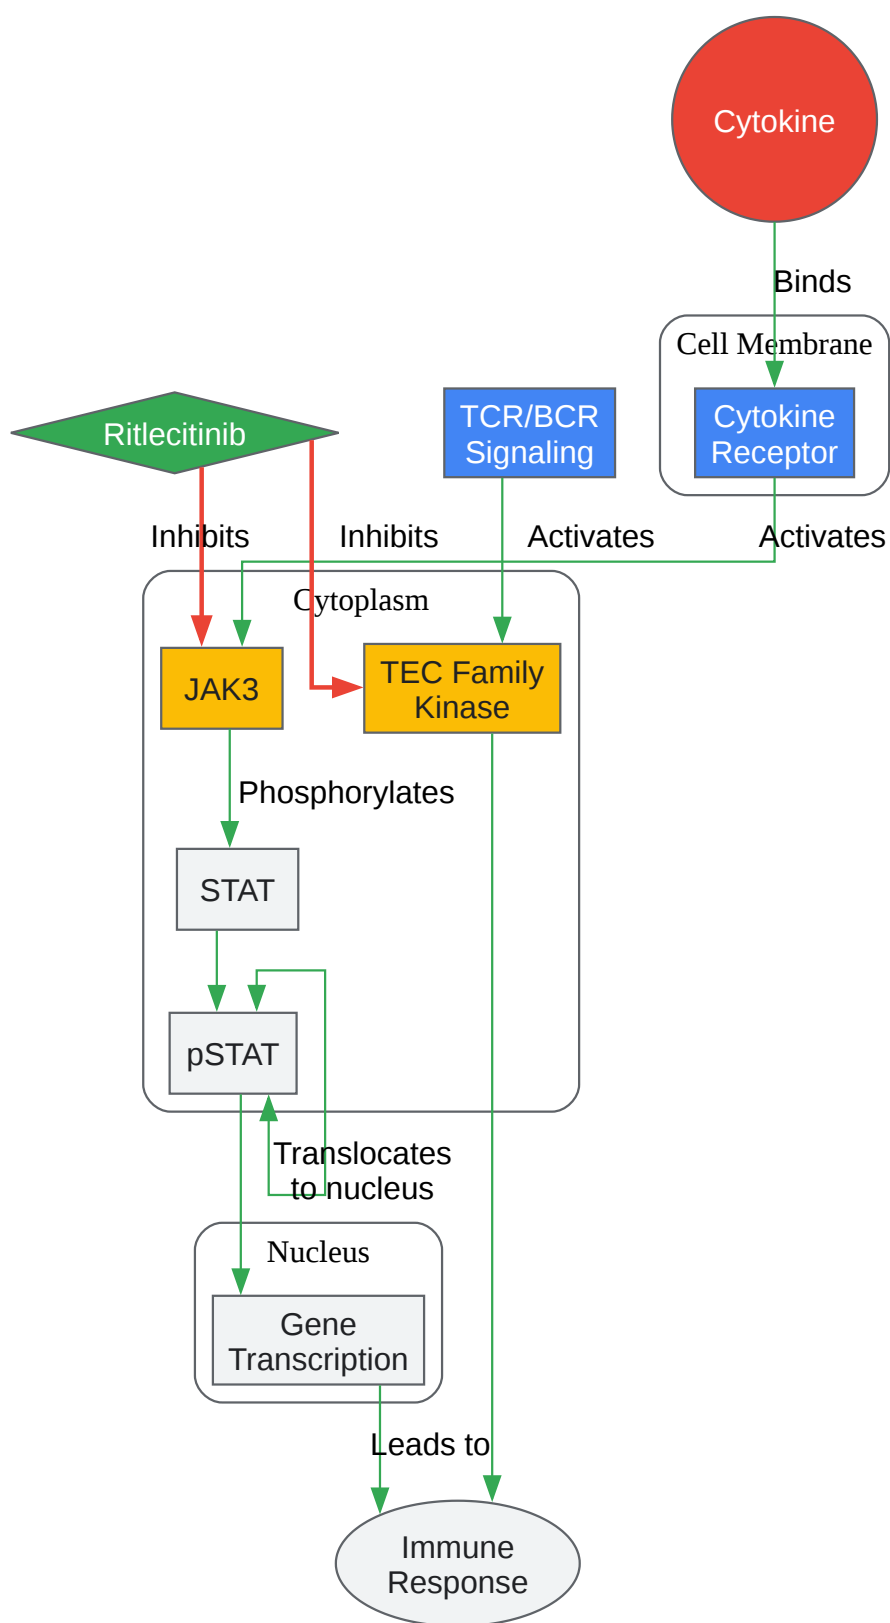 Cytokine
Binds
Cell Membrane
Cytokine
Receptor
TCR/BCR
Signaling
Ritlecitinib
Inhibits
Inhibits
Activates
Activates
Cytoplasm
JAK3
TEC Family
Kinase
Phosphorylates
STAT
pSTAT
Translocates
to nucleus
Nucleus
Gene
Transcription
Leads to
Immune
Response